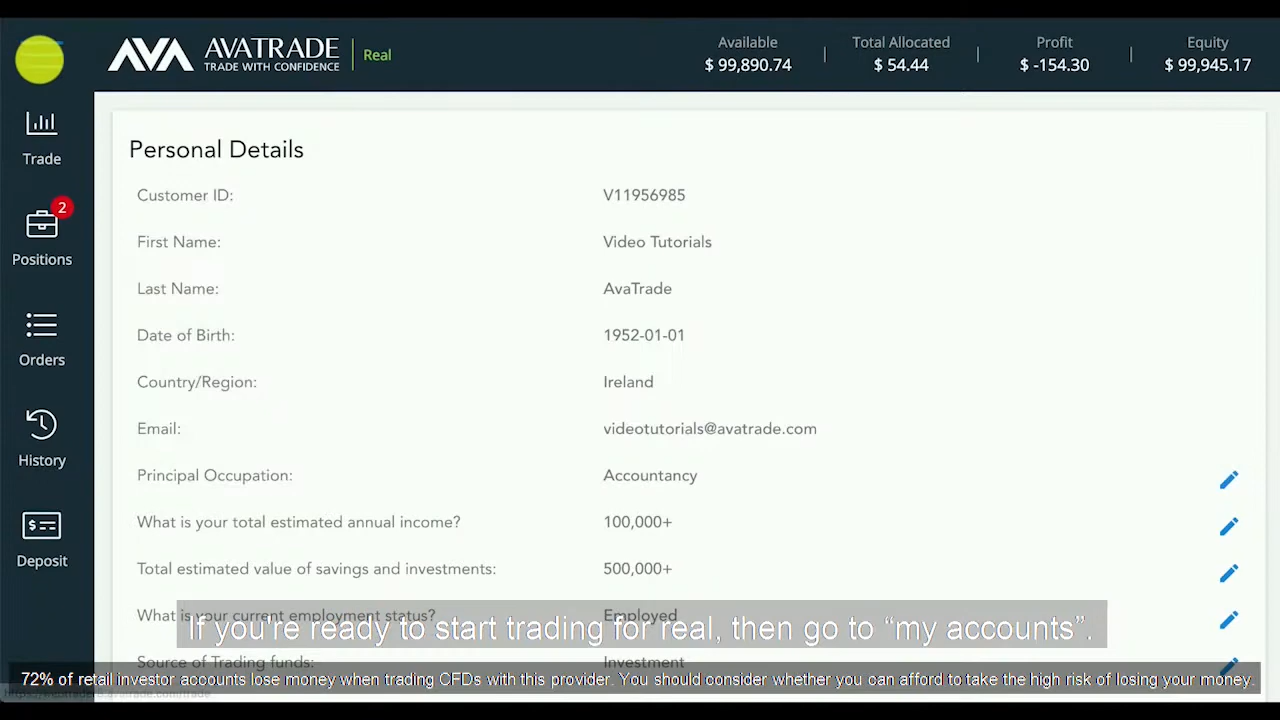 AVA AVATRADE
TRADE WITH CONFIDENCE
Real
Available
$ 99,890.74
Total Allocated
$ 54.44
Profit
$ -154.30
Equity
$ 99,945.17
Trade
2
Positions
Orders
History
Deposit
Personal Details
Customer ID: V11956985
First Name: Video Tutorials
Last Name: AvaTrade
Date of Birth: 1952-01-01
Country/Region: Ireland
Email: videotutorials@avatrade.com
Principal Occupation: Accountancy
What is your total estimated annual income? 100,000+
Total estimated value of savings and investments: 500,000+
What is your current employment status? Employed
If you're ready to start trading for real, then go to “my accounts”.
Source of Trading funds: Investment
72% of retail investor accounts lose money when trading CFDs with this provider. You should consider whether you can afford to take the high risk of losing your money.